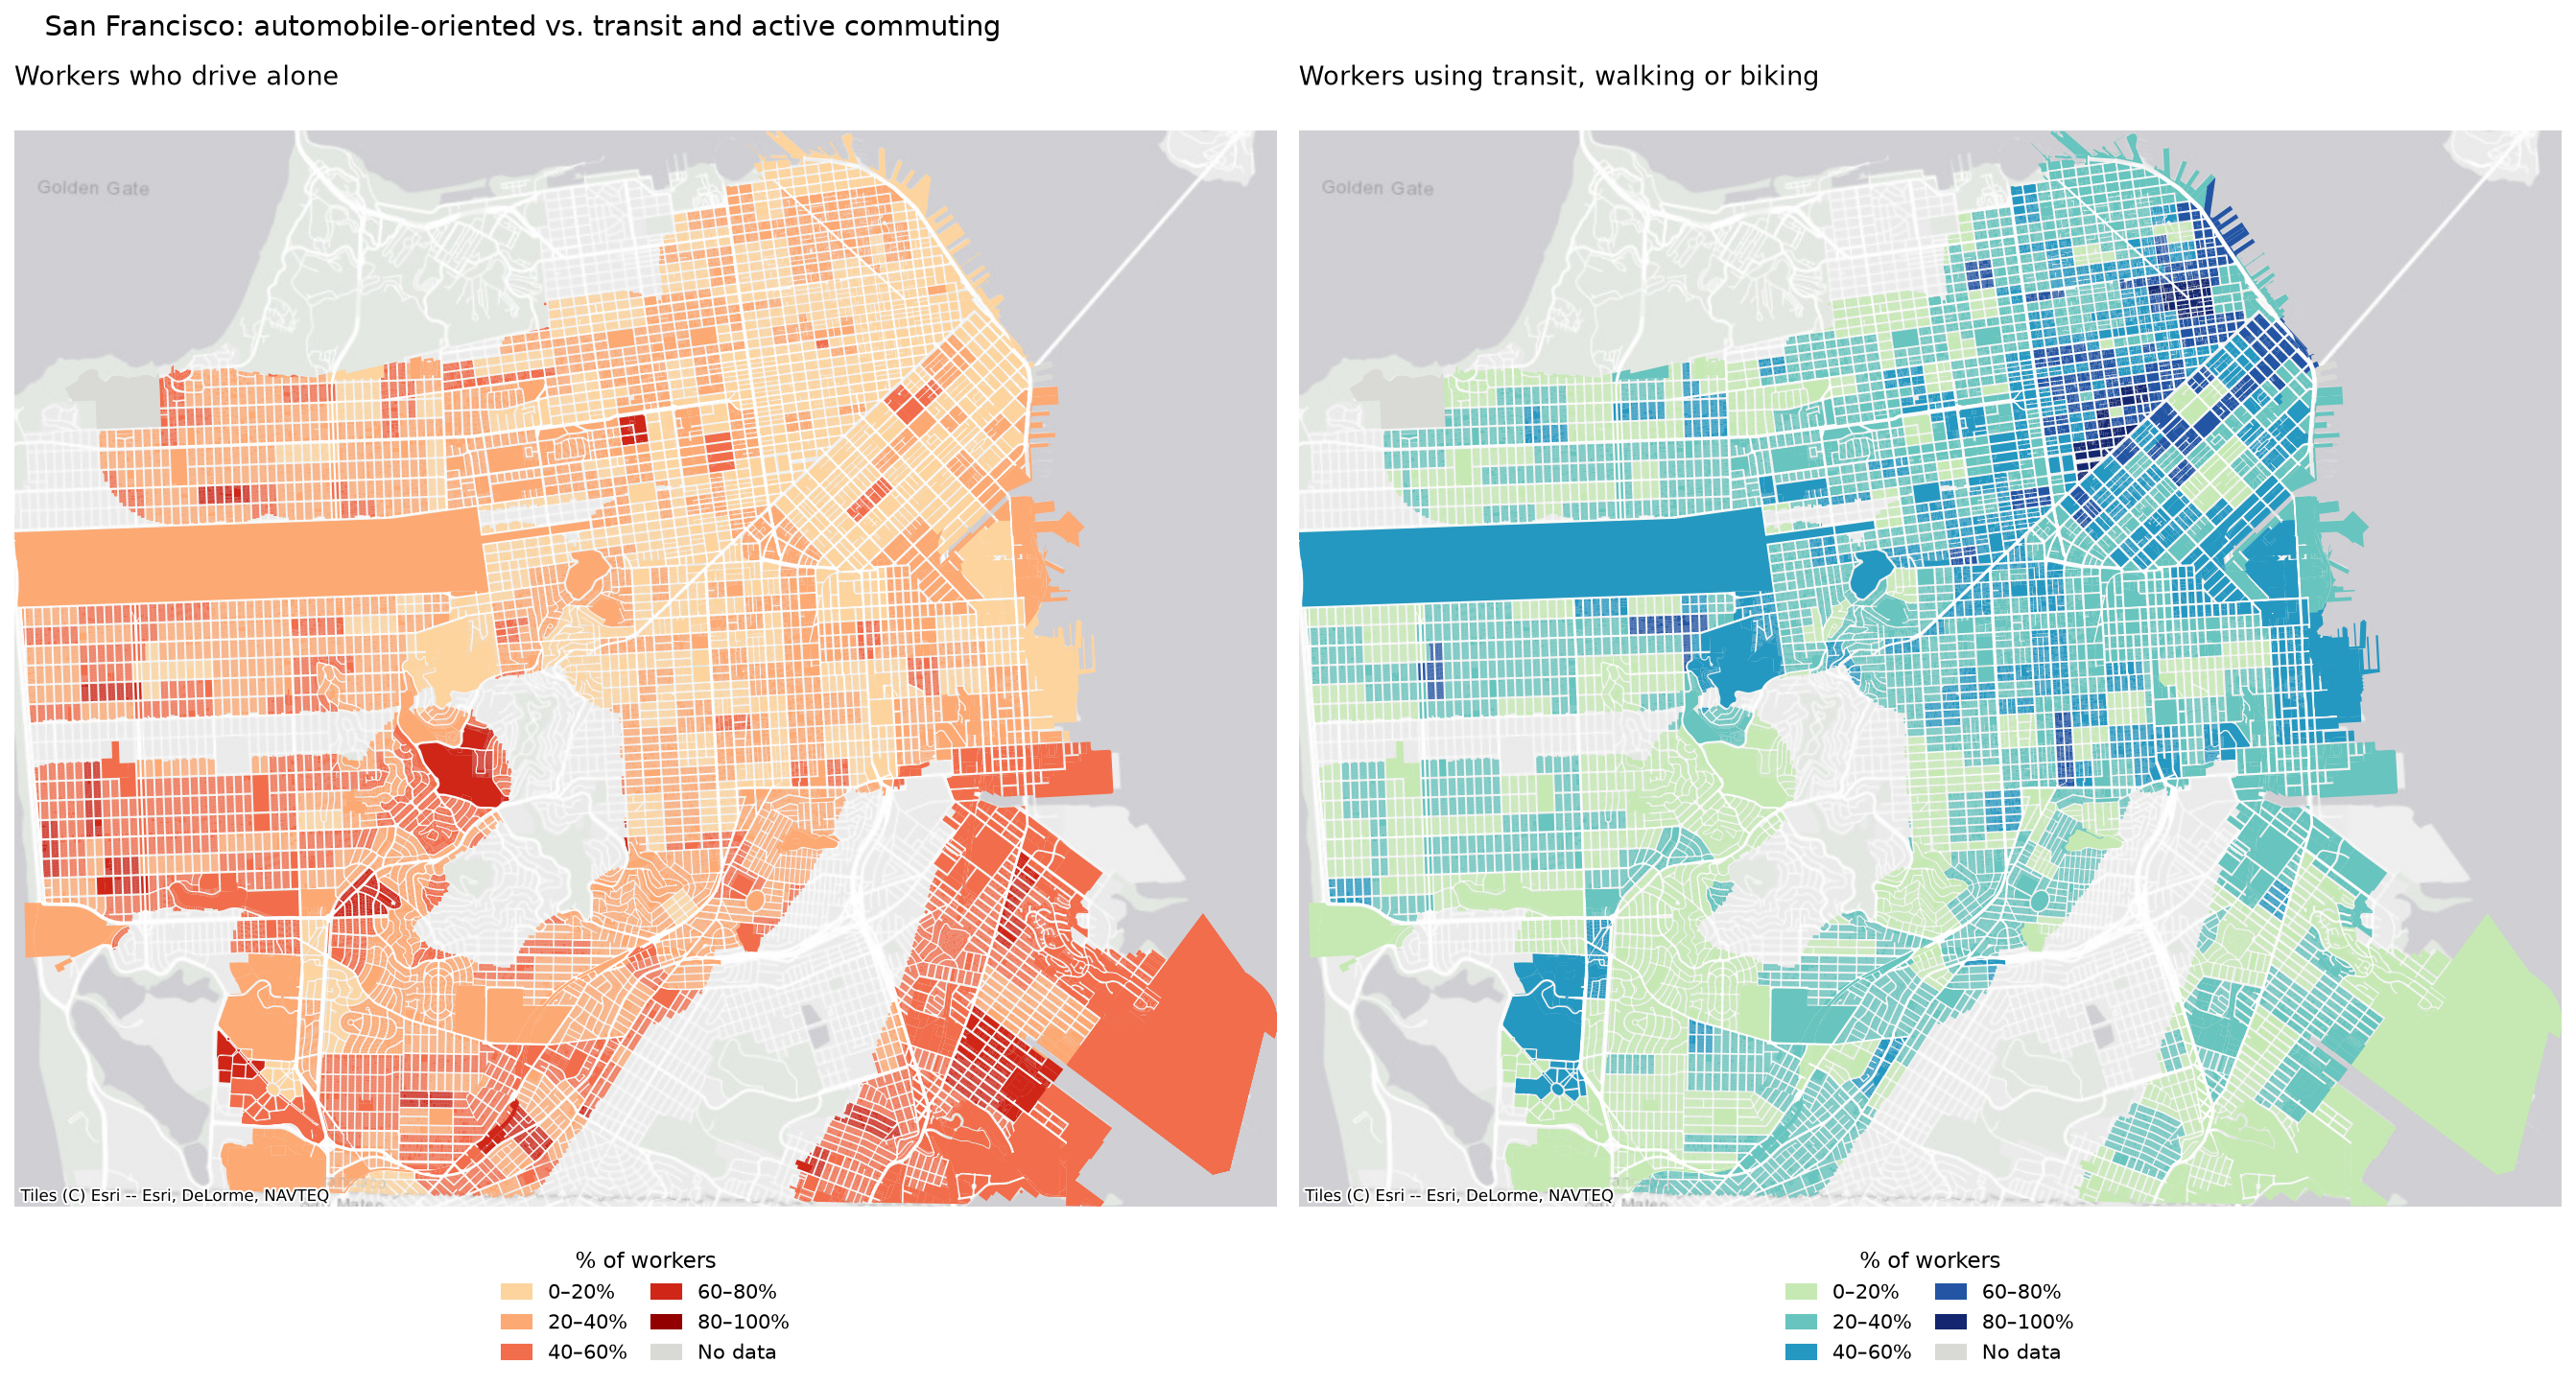 San Francisco: automobile-oriented vs. transit and active commuting
Workers who drive alone
Workers using transit, walking or biking
Golden Gate
Tiles (C) Esri -- Esri, DeLorme, NAVTEQ
Golden Gate
Tiles (C) Esri -- Esri, DeLorme, NAVTEQ
% of workers
0–20%
20–40%
40–60%
60–80%
80–100%
No data
% of workers
0–20%
20–40%
40–60%
60–80%
80–100%
No data